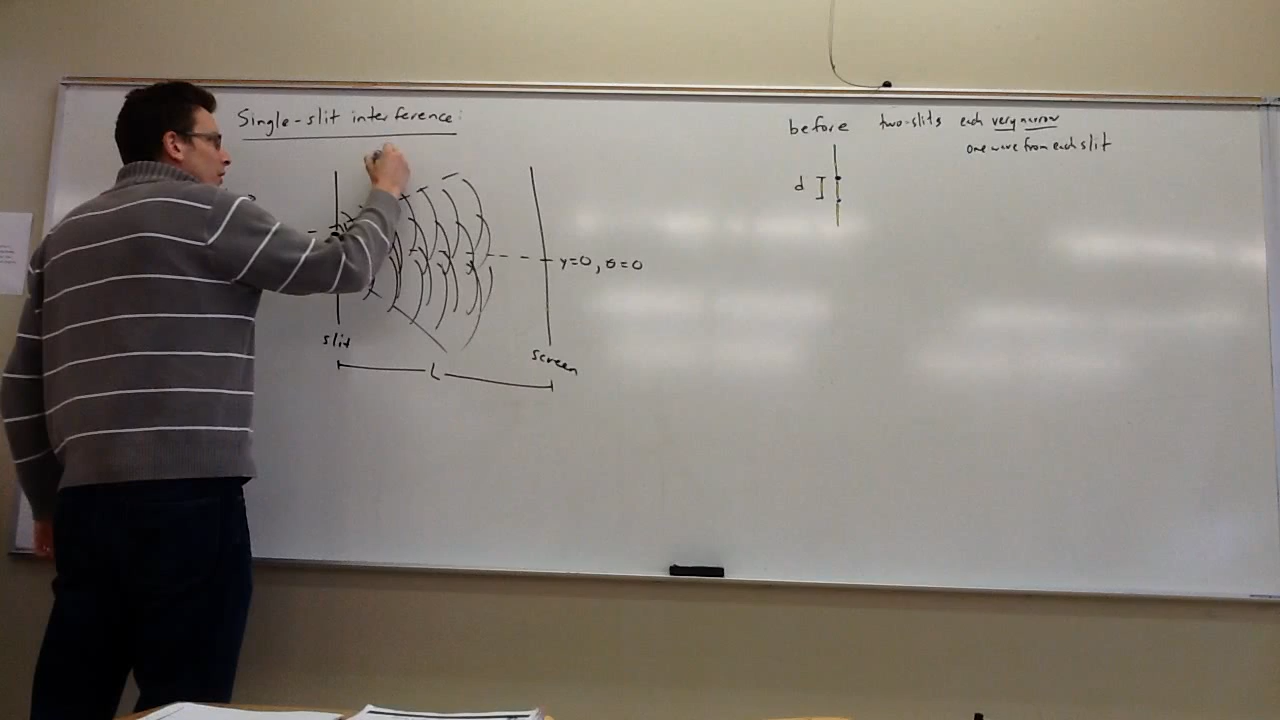 Single-slit interference:
before two-slits each very narrow
one wave from each slit
d
y=0, θ=0
slit
screen
L